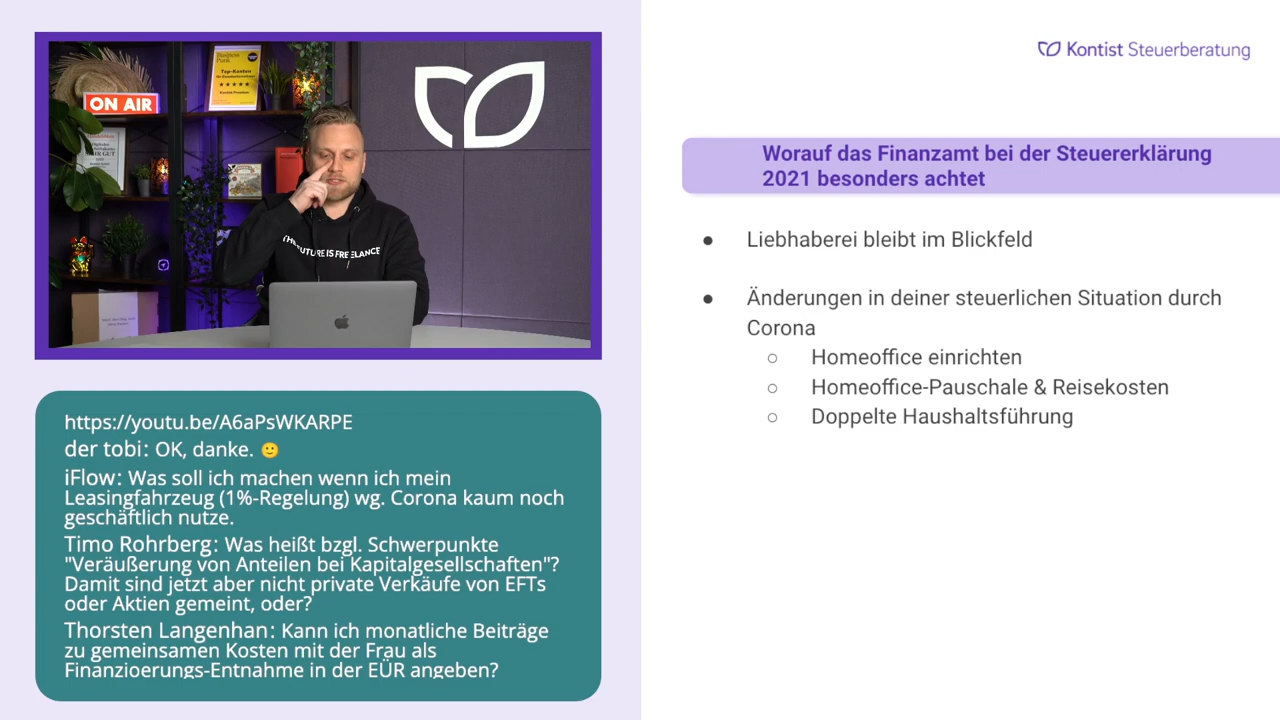 ON AIR
Top-Konten
THE FUTURE IS FREELANCE
Kontist Steuerberatung
Worauf das Finanzamt bei der Steuererklärung
2021 besonders achtet
● Liebhaberei bleibt im Blickfeld
● Änderungen in deiner steuerlichen Situation durch
Corona
○ Homeoffice einrichten
○ Homeoffice-Pauschale & Reisekosten
○ Doppelte Haushaltsführung
https://youtu.be/A6aPsWKARPE
der tobi: OK, danke. 🙂
iFlow: Was soll ich machen wenn ich mein
Leasingfahrzeug (1%-Regelung) wg. Corona kaum noch
geschäftlich nutze.
Timo Rohrberg: Was heißt bzgl. Schwerpunkte
"Veräußerung von Anteilen bei Kapitalgesellschaften"?
Damit sind jetzt aber nicht private Verkäufe von EFTs
oder Aktien gemeint, oder?
Thorsten Langenhan: Kann ich monatliche Beiträge
zu gemeinsamen Kosten mit der Frau als
Finanzioerungs-Entnahme in der EÜR angeben?